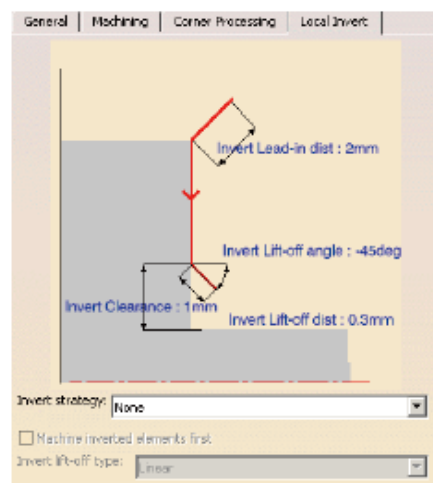 General Machining Corner Processing Local Invert
Invert Lead-in dist : 2mm
Invert Lift-off angle : -45deg
Invert Clearance : 1mm
Invert Lift-off dist : 0.3mm
Invert strategy: None
Machine inverted elements first
Invert lift-off type: Linear